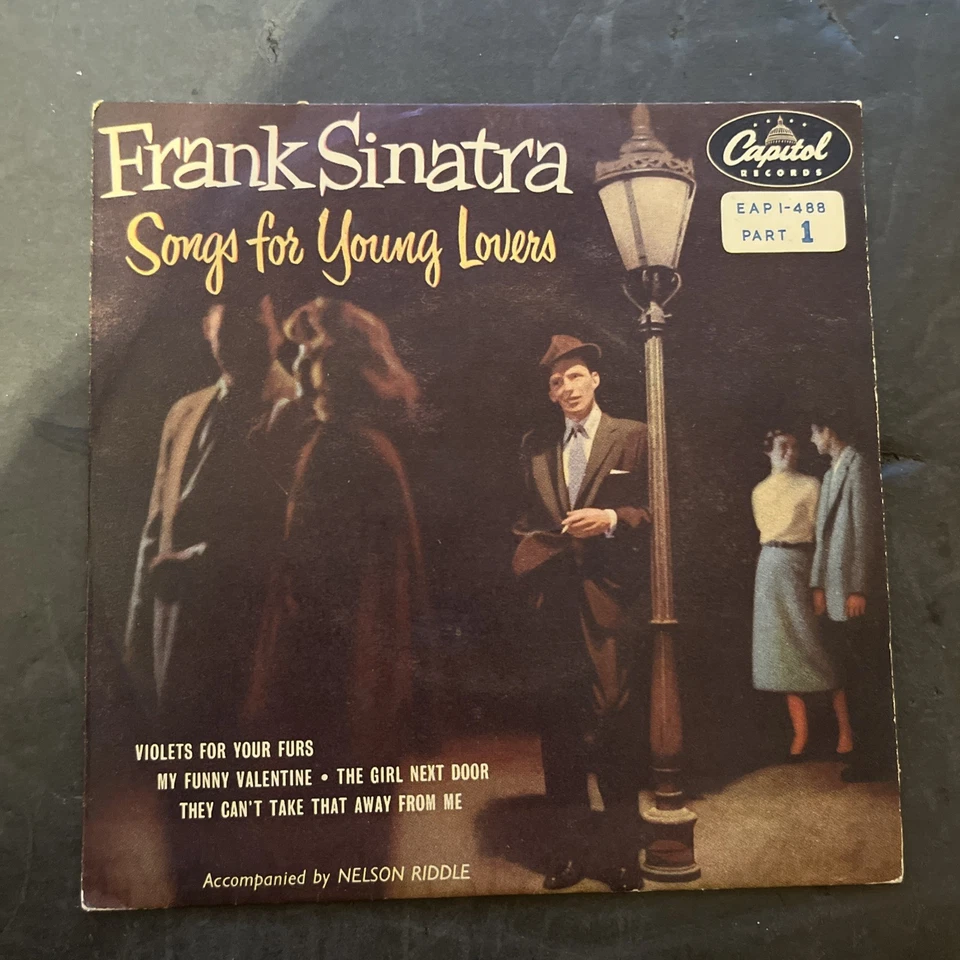 Frank Sinatra
Songs for Young Lovers
Capitol
RECORDS
EAP 1-488
PART 1
VIOLETS FOR YOUR FURS
MY FUNNY VALENTINE • THE GIRL NEXT DOOR
THEY CAN'T TAKE THAT AWAY FROM ME
Accompanied by NELSON RIDDLE